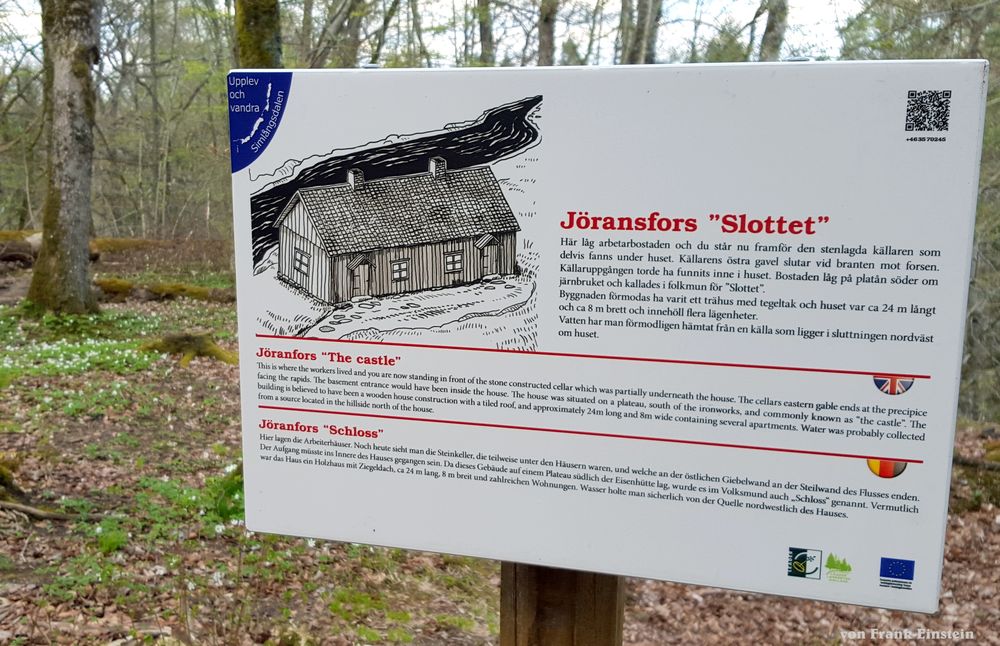 Upplev
och
vandra
i
Simlångsdalen
+46 35 70245
Jöransfors ”Slottet”
Här låg arbetarbostaden och du står nu framför den stenlagda källaren som
delvis fanns under huset. Källarens östra gavel slutar vid branten mot forsen.
Källaruppgången torde ha funnits inne i huset. Bostaden låg på platån söder om
järnbruket och kallades i folkmun för ”Slottet”.
Byggnaden förmodas ha varit ett trähus med tegeltak och huset var ca 24 m långt
och ca 8 m brett och innehöll flera lägenheter.
Vatten har man förmodligen hämtat från en källa som ligger i sluttningen nordväst
om huset.
Jöranfors “The castle”
This is where the workers lived and you are now standing in front of the stone constructed cellar which was partially underneath the house. The cellars eastern gable ends at the precipice
facing the rapids. The basement entrance would have been inside the house. The house was situated on a plateau, south of the ironworks, and commonly known as “the castle”. The
building is believed to have been a wooden house construction with a tiled roof, and approximately 24m long and 8m wide containing several apartments. Water was probably collected
from a source located in the hillside north of the house.
Jöranfors “Schloss”
Hier lagen die Arbeiterhäuser. Noch heute sieht man die Steinkeller, die teilweise unter den Häusern waren, und welche an der östlichen Giebelwand an der Steilwand des Flusses enden.
Der Aufgang müsste ins Innere des Hauses gegangen sein. Da dieses Gebäude auf einem Plateau südlich der Eisenhütte lag, wurde es im Volksmund auch „Schloss” genannt. Vermutlich
war das Haus ein Holzhaus mit Ziegeldach, ca 24 m lang, 8 m breit und zahlreichen Wohnungen. Wasser holte man sicherlich von der Quelle nordwestlich des Hauses.
von Frank-Einstein